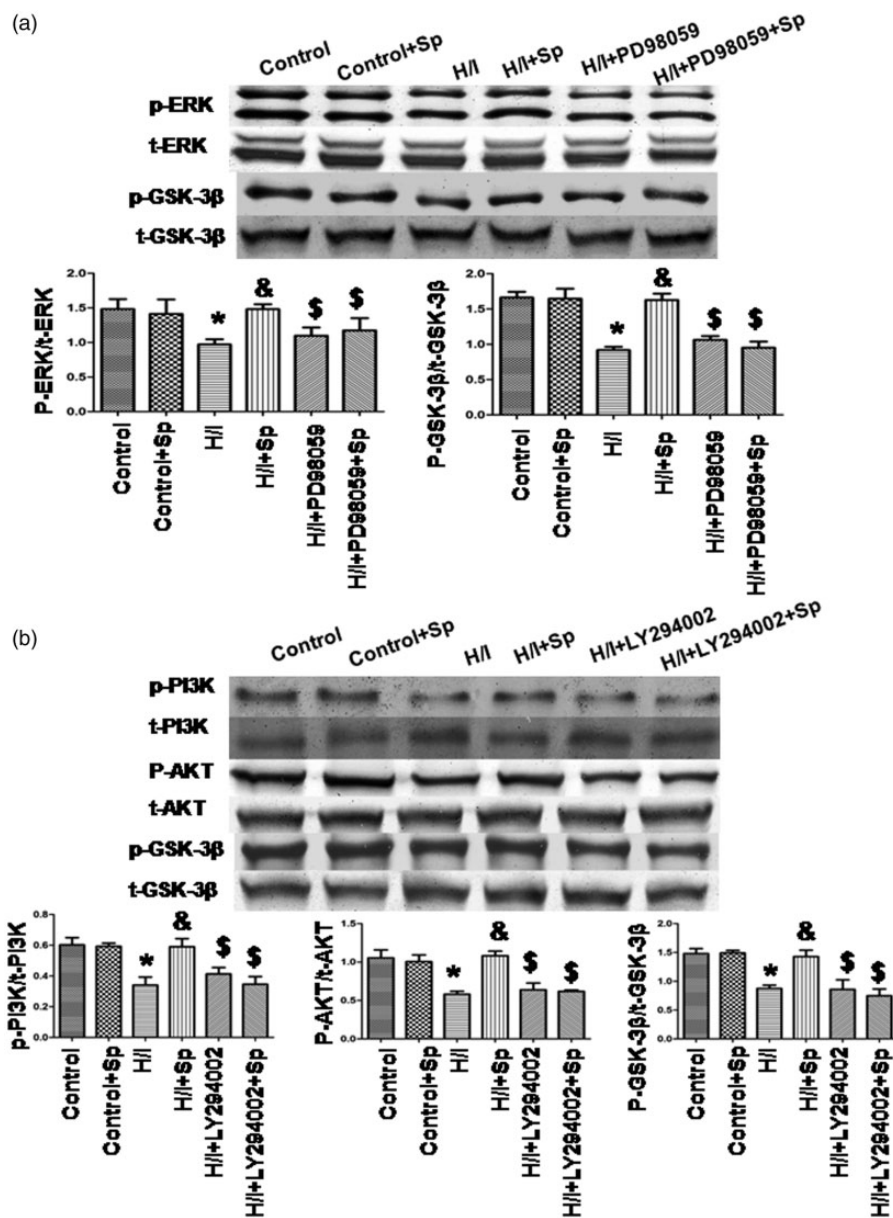 (a)
Control
Control+Sp
H/I
H/I+Sp
H/I+PD98059
H/I+PD98059+Sp
p-ERK
t-ERK
p-GSK-3β
t-GSK-3β
P-ERK/t-ERK
2.0
1.5
1.0
0.5
0.0
*
&
$
$
Control
Control+Sp
H/I
H/I+Sp
H/I+PD98059
H/I+PD98059+Sp
P-GSK-3β/t-GSK-3β
2.0
1.5
1.0
0.5
0.0
*
&
$
$
Control
Control+Sp
H/I
H/I+Sp
H/I+PD98059
H/I+PD98059+Sp
(b)
Control
Control+Sp
H/I
H/I+Sp
H/I+LY294002
H/I+LY294002+Sp
p-PI3K
t-PI3K
P-AKT
t-AKT
p-GSK-3β
t-GSK-3β
p-PI3K/t-PI3K
0.8
0.6
0.4
0.2
0.0
*
&
$
$
Control
Control+Sp
H/I
H/I+Sp
H/I+LY294002
H/I+LY294002+Sp
P-AKT/t-AKT
1.5
1.0
0.5
0.0
*
&
$
$
Control
Control+Sp
H/I
H/I+Sp
H/I+LY294002
H/I+LY294002+Sp
P-GSK-3β/t-GSK-3β
2.0
1.5
1.0
0.5
0.0
*
&
$
$
Control
Control+Sp
H/I
H/I+Sp
H/I+LY294002
H/I+LY294002+Sp